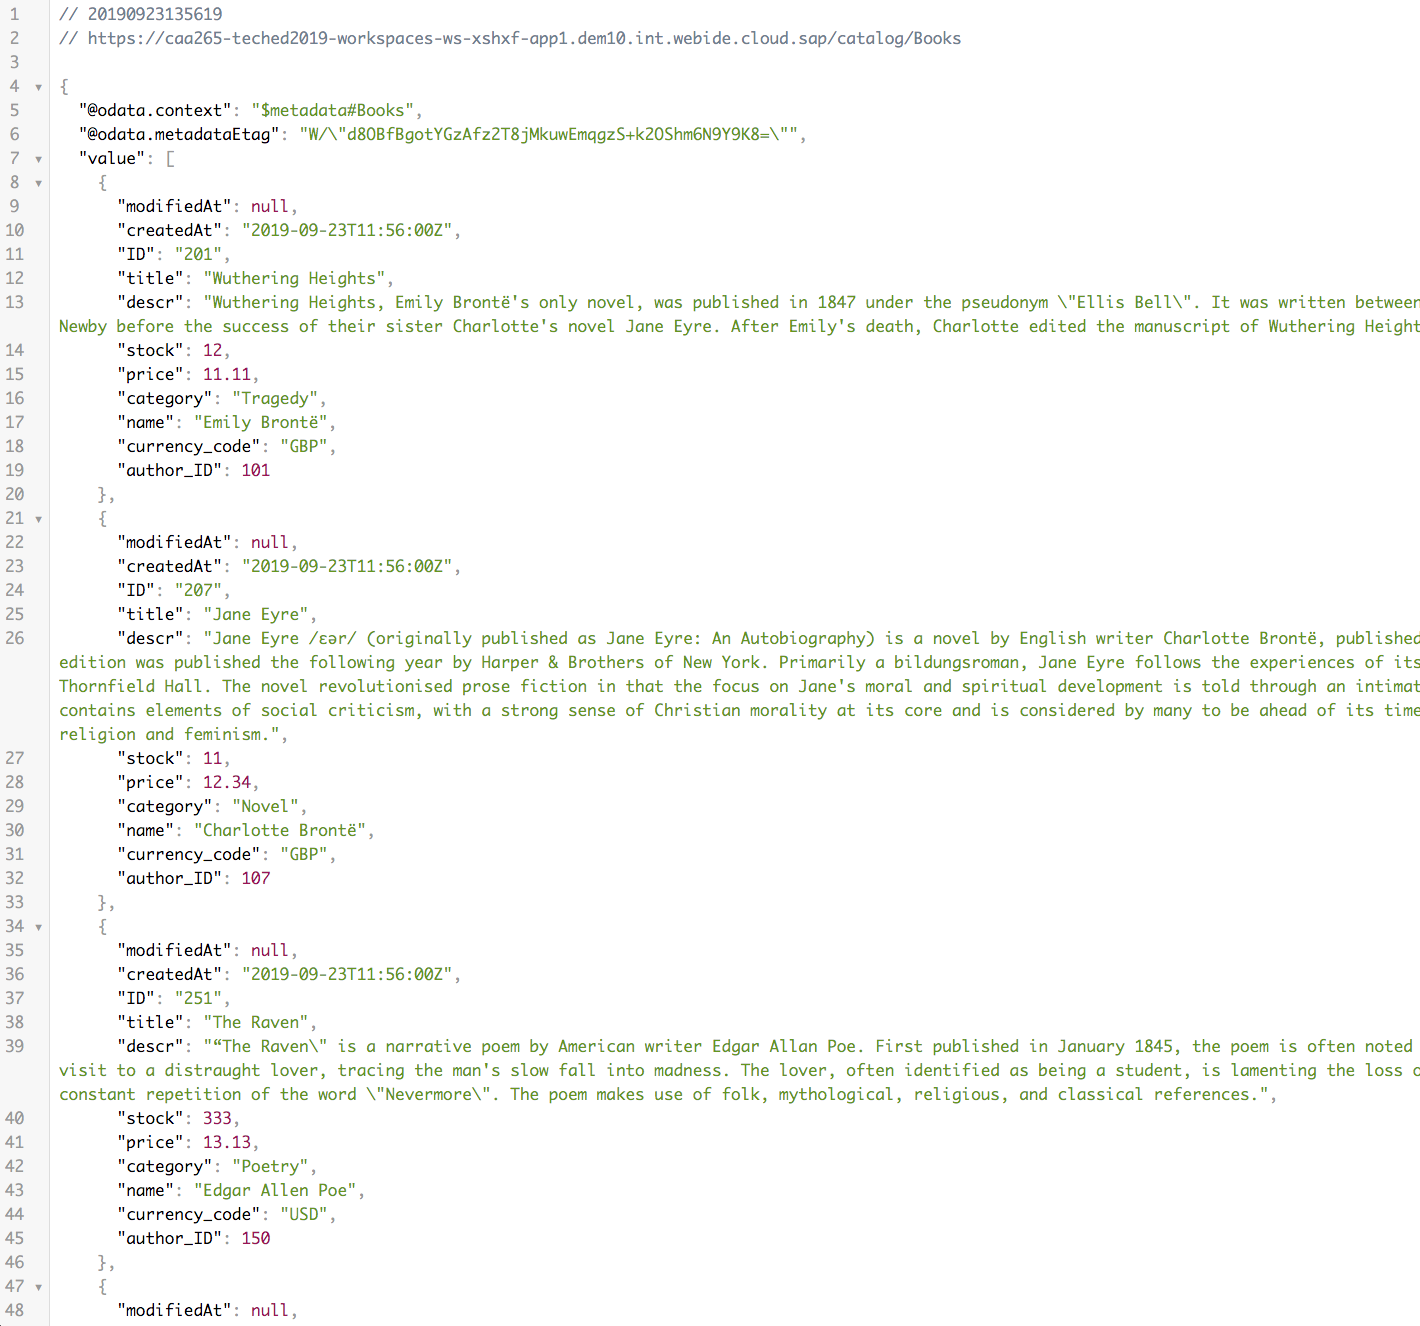 1 // 20190923135619
2 // https://caa265-teched2019-workspaces-ws-xshxf-app1.dem10.int.webide.cloud.sap/catalog/Books
3
4 {
5 "@odata.context": "$metadata#Books",
6 "@odata.metadataEtag": "W/\"d8OBfBgotYGzAfz2T8jMkuwEmqgzS+k2OShm6N9Y9K8=\"",
7 "value": [
8 {
9 "modifiedAt": null,
10 "createdAt": "2019-09-23T11:56:00Z",
11 "ID": "201",
12 "title": "Wuthering Heights",
13 "descr": "Wuthering Heights, Emily Brontë's only novel, was published in 1847 under the pseudonym \"Ellis Bell\". It was written between
Newby before the success of their sister Charlotte's novel Jane Eyre. After Emily's death, Charlotte edited the manuscript of Wuthering Height
14 "stock": 12,
15 "price": 11.11,
16 "category": "Tragedy",
17 "name": "Emily Brontë",
18 "currency_code": "GBP",
19 "author_ID": 101
20 },
21 {
22 "modifiedAt": null,
23 "createdAt": "2019-09-23T11:56:00Z",
24 "ID": "207",
25 "title": "Jane Eyre",
26 "descr": "Jane Eyre /ɛər/ (originally published as Jane Eyre: An Autobiography) is a novel by English writer Charlotte Brontë, published
edition was published the following year by Harper & Brothers of New York. Primarily a bildungsroman, Jane Eyre follows the experiences of its
Thornfield Hall. The novel revolutionised prose fiction in that the focus on Jane's moral and spiritual development is told through an intimat
contains elements of social criticism, with a strong sense of Christian morality at its core and is considered by many to be ahead of its time
religion and feminism.",
27 "stock": 11,
28 "price": 12.34,
29 "category": "Novel",
30 "name": "Charlotte Brontë",
31 "currency_code": "GBP",
32 "author_ID": 107
33 },
34 {
35 "modifiedAt": null,
36 "createdAt": "2019-09-23T11:56:00Z",
37 "ID": "251",
38 "title": "The Raven",
39 "descr": "“The Raven\" is a narrative poem by American writer Edgar Allan Poe. First published in January 1845, the poem is often noted
visit to a distraught lover, tracing the man's slow fall into madness. The lover, often identified as being a student, is lamenting the loss
constant repetition of the word \"Nevermore\". The poem makes use of folk, mythological, religious, and classical references.",
40 "stock": 333,
41 "price": 13.13,
42 "category": "Poetry",
43 "name": "Edgar Allen Poe",
44 "currency_code": "USD",
45 "author_ID": 150
46 },
47 {
48 "modifiedAt": null,